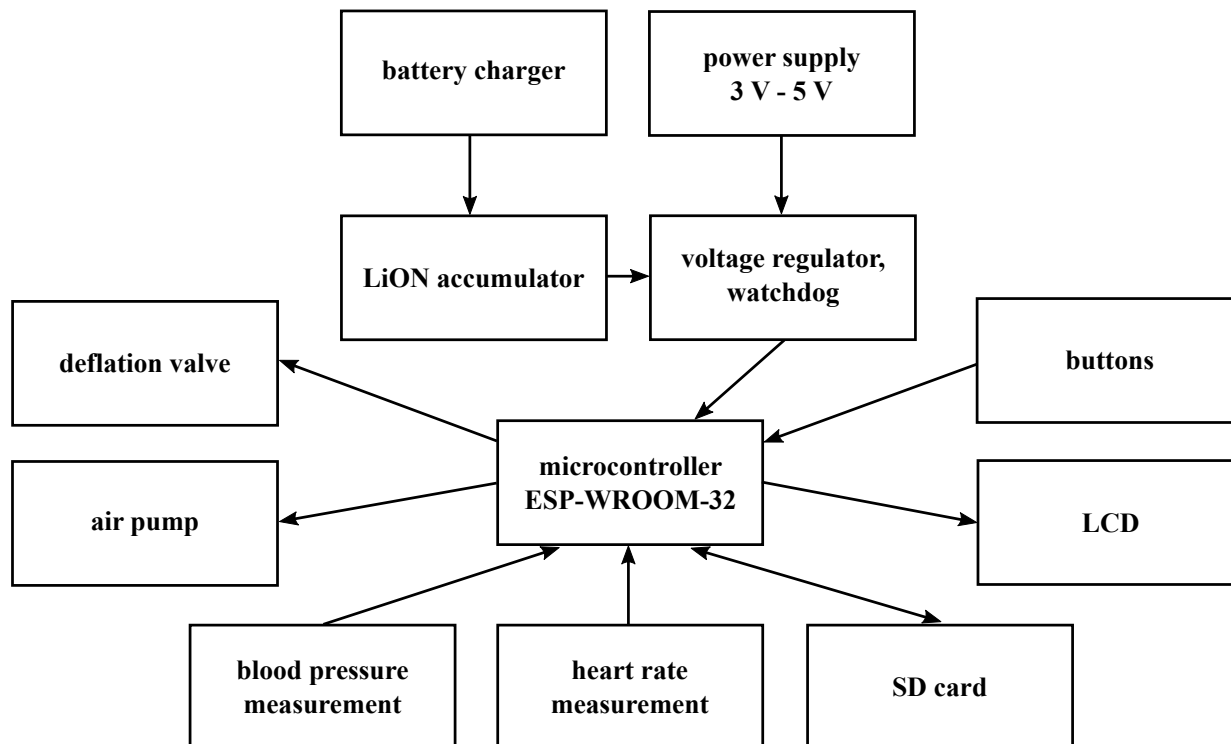 battery charger
power supply
3 V - 5 V
LiON accumulator
voltage regulator,
watchdog
deflation valve
buttons
microcontroller
ESP-WROOM-32
air pump
LCD
blood pressure
measurement
heart rate
measurement
SD card